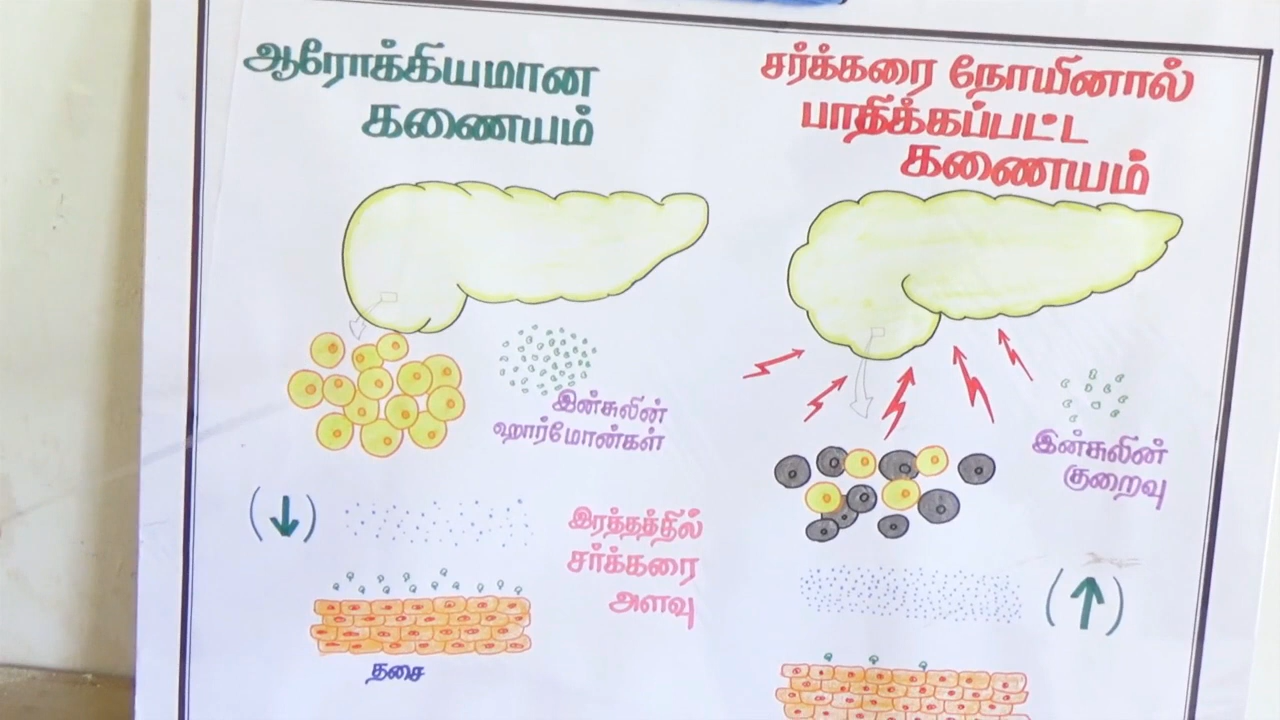 ஆரோக்கியமான
கணையம்
சர்க்கரை நோயினால்
பாதிக்கப்பட்ட
கணையம்
இன்சுலின்
ஹார்மோன்கள்
இன்சுலின்
குறைவு
இரத்தத்தில்
சர்க்கரை
அளவு
தசை